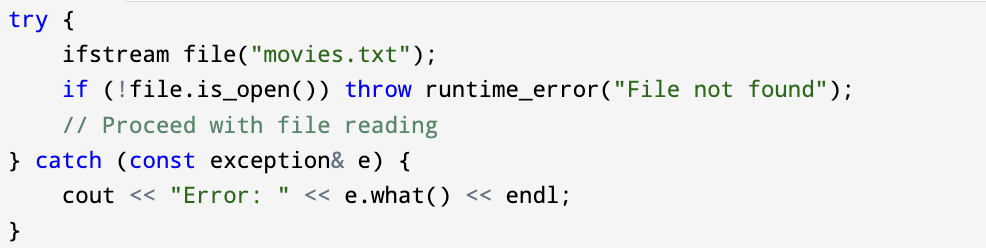 try {
    ifstream file("movies.txt");
    if (!file.is_open()) throw runtime_error("File not found");
    // Proceed with file reading
} catch (const exception& e) {
    cout << "Error: " << e.what() << endl;
}